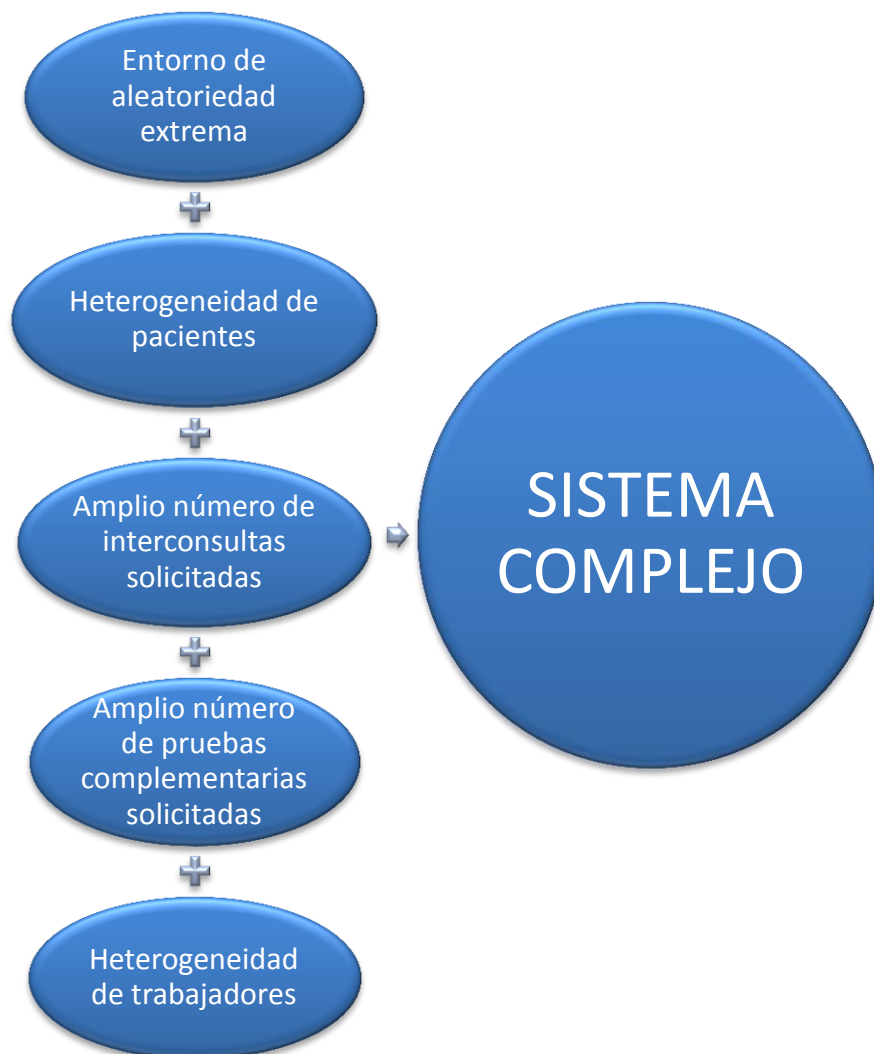 Entorno de
aleatoriedad
extrema
Heterogeneidad de
pacientes
Amplio número de
interconsultas
solicitadas
Amplio número
de pruebas
complementarias
solicitadas
Heterogeneidad
de trabajadores
SISTEMA
COMPLEJO